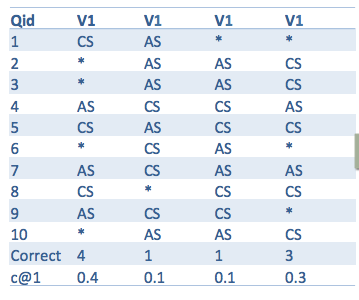 Qid V1 V1 V1 V1
1 CS AS * *
2 * AS AS CS
3 * AS AS CS
4 AS CS CS AS
5 CS AS CS CS
6 * CS AS *
7 AS CS AS AS
8 CS * CS CS
9 AS CS CS *
10 * AS AS CS
Correct 4 1 1 3
c@1 0.4 0.1 0.1 0.3